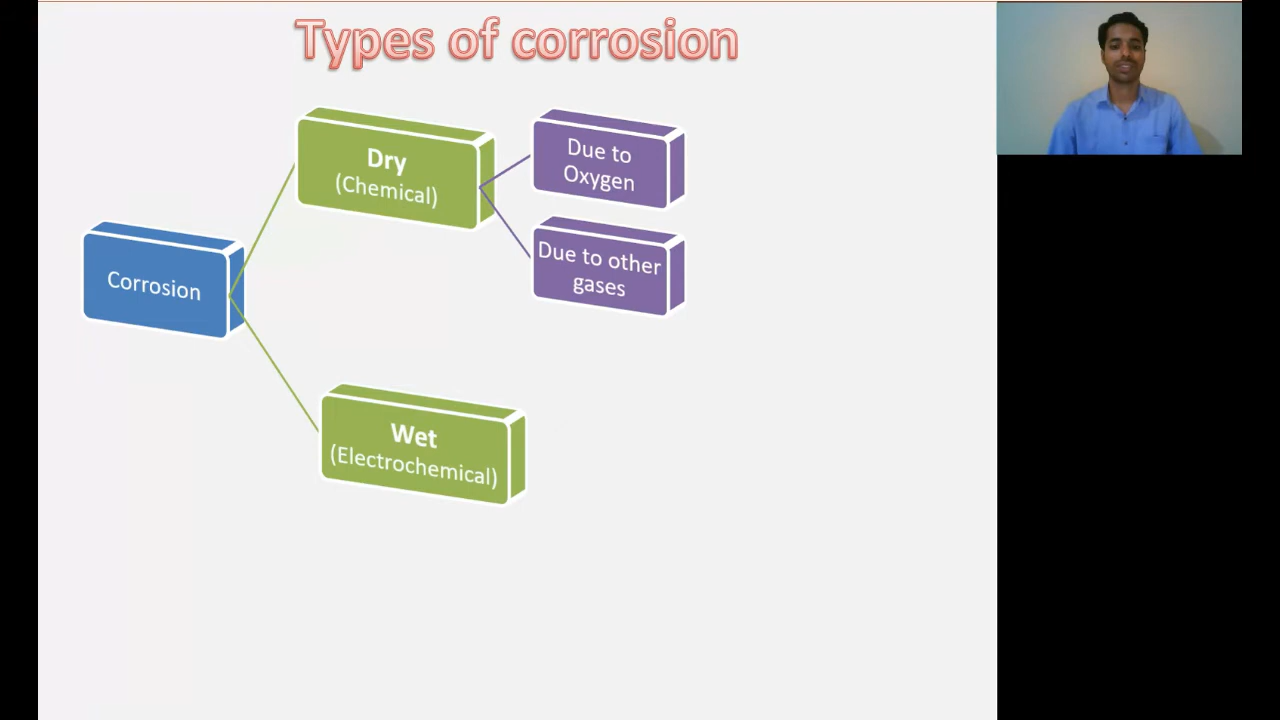 Types of corrosion
Dry
(Chemical)
Due to
Oxygen
Due to other
gases
Corrosion
Wet
(Electrochemical)